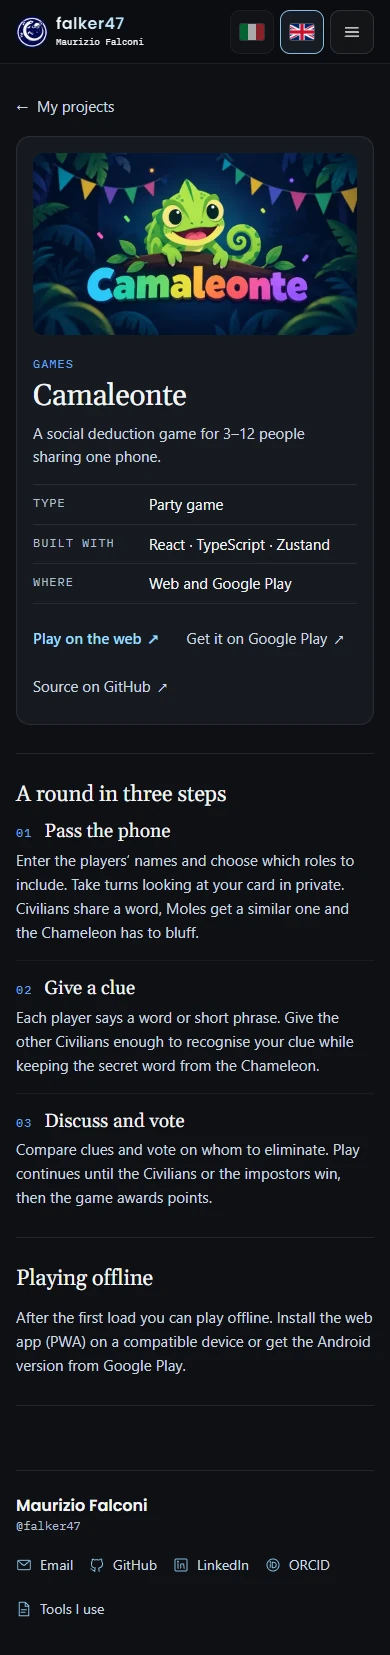 falker47
Maurizio Falconi
← My projects
Camaleonte
GAMES
Camaleonte
A social deduction game for 3–12 people
sharing one phone.
TYPE Party game
BUILT WITH React · TypeScript · Zustand
WHERE Web and Google Play
Play on the web ↗ Get it on Google Play ↗
Source on GitHub ↗
A round in three steps
01 Pass the phone
Enter the players’ names and choose which roles to
include. Take turns looking at your card in private.
Civilians share a word, Moles get a similar one and
the Chameleon has to bluff.
02 Give a clue
Each player says a word or short phrase. Give the
other Civilians enough to recognise your clue while
keeping the secret word from the Chameleon.
03 Discuss and vote
Compare clues and vote on whom to eliminate. Play
continues until the Civilians or the impostors win,
then the game awards points.
Playing offline
After the first load you can play offline. Install the web
app (PWA) on a compatible device or get the Android
version from Google Play.
Maurizio Falconi
@falker47
Email GitHub LinkedIn ORCID
Tools I use